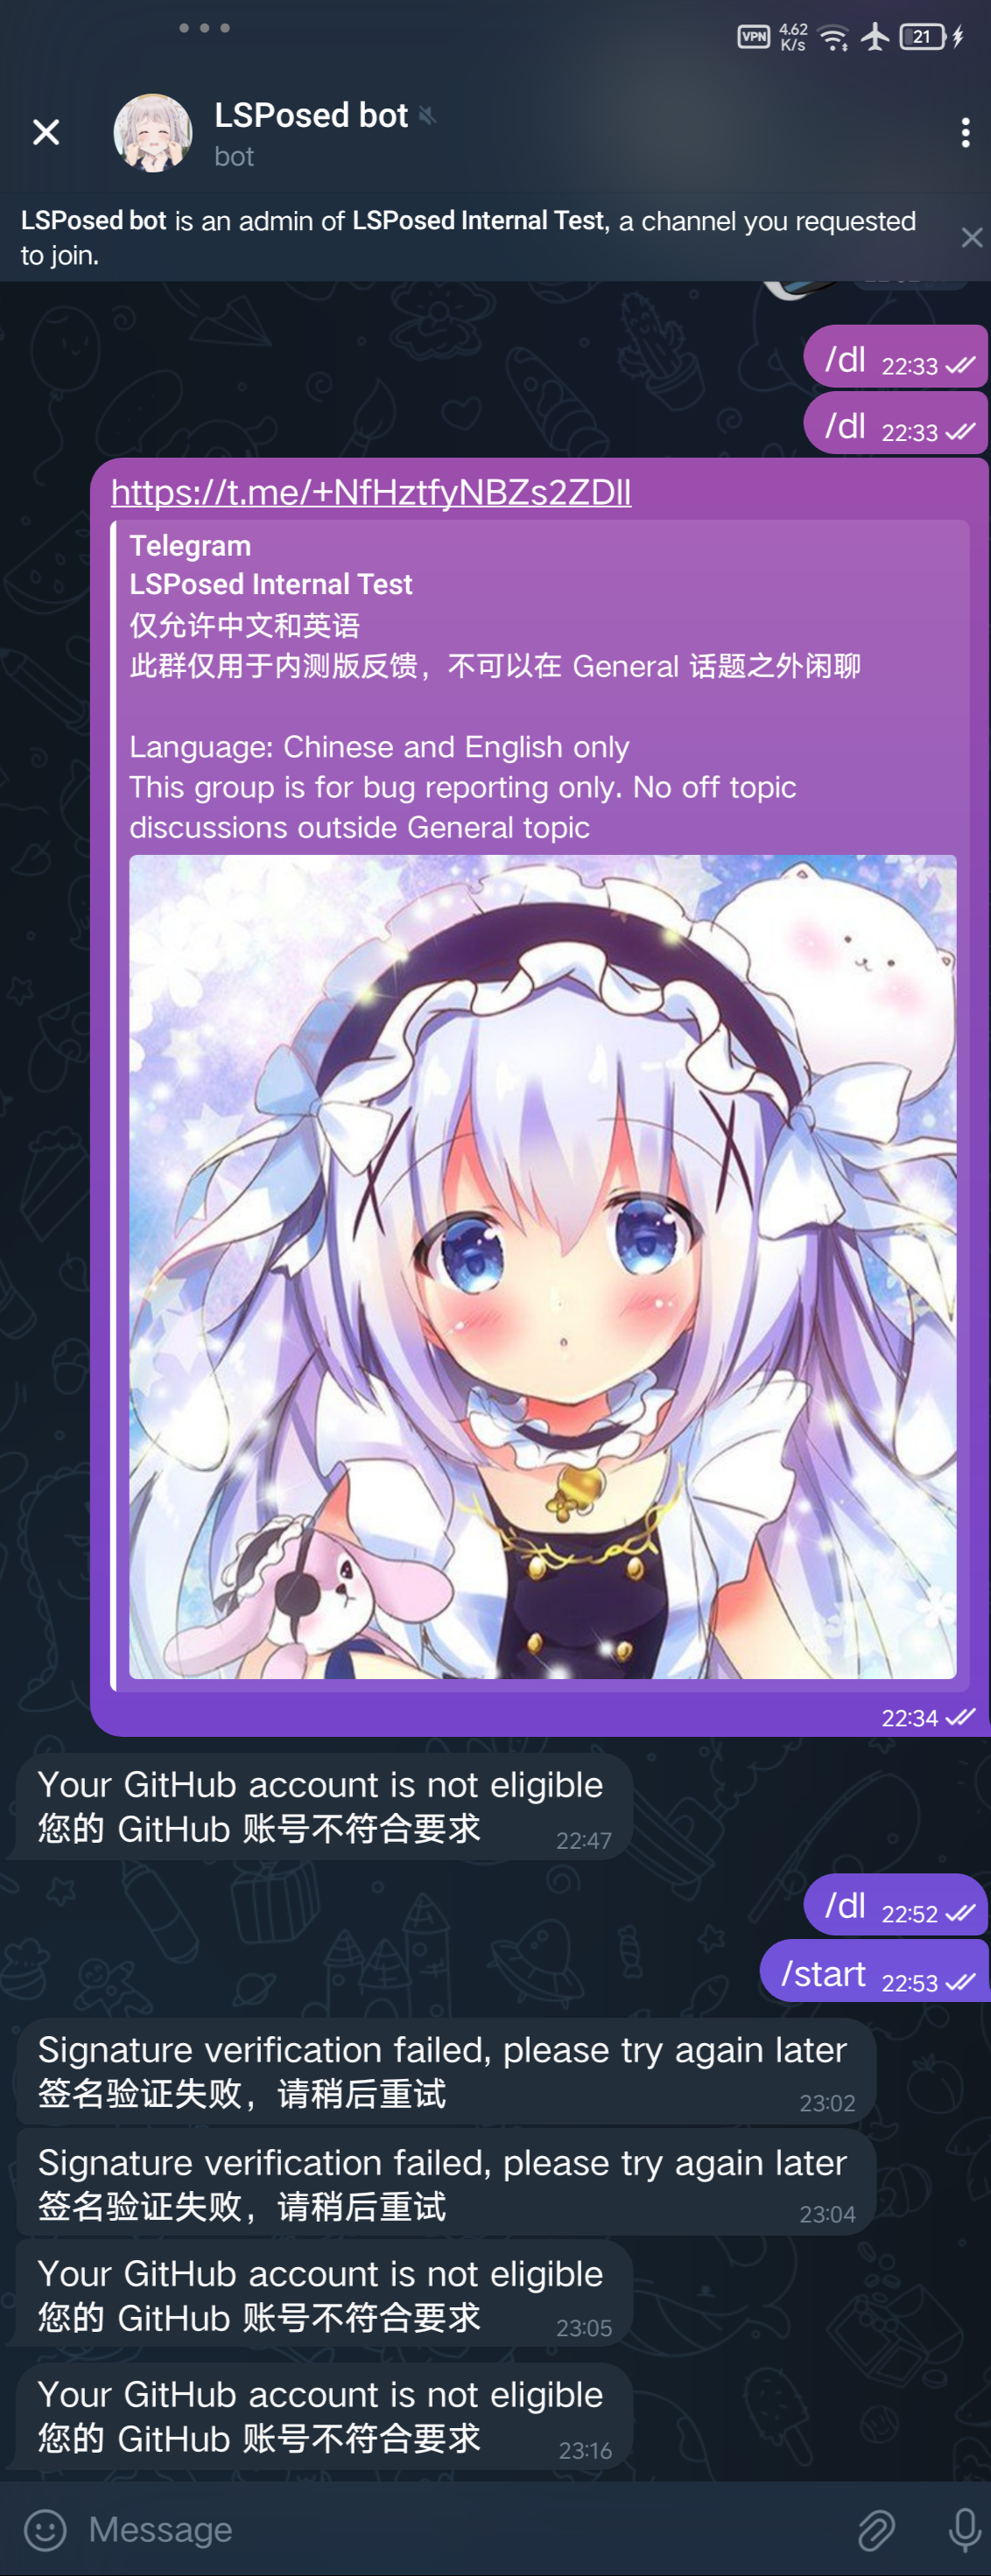 VPN 4.62 K/s 21
LSPosed bot
bot
LSPosed bot is an admin of LSPosed Internal Test, a channel you requested
to join.
/dl 22:33
/dl 22:33
https://t.me/+NfHztfyNBZs2ZDll
Telegram
LSPosed Internal Test
仅允许中文和英语
此群仅用于内测版反馈，不可以在 General 话题之外闲聊
Language: Chinese and English only
This group is for bug reporting only. No off topic
discussions outside General topic
22:34
Your GitHub account is not eligible
您的 GitHub 账号不符合要求 22:47
/dl 22:52
/start 22:53
Signature verification failed, please try again later
签名验证失败，请稍后重试 23:02
Signature verification failed, please try again later
签名验证失败，请稍后重试 23:04
Your GitHub account is not eligible
您的 GitHub 账号不符合要求 23:05
Your GitHub account is not eligible
您的 GitHub 账号不符合要求 23:16
Message